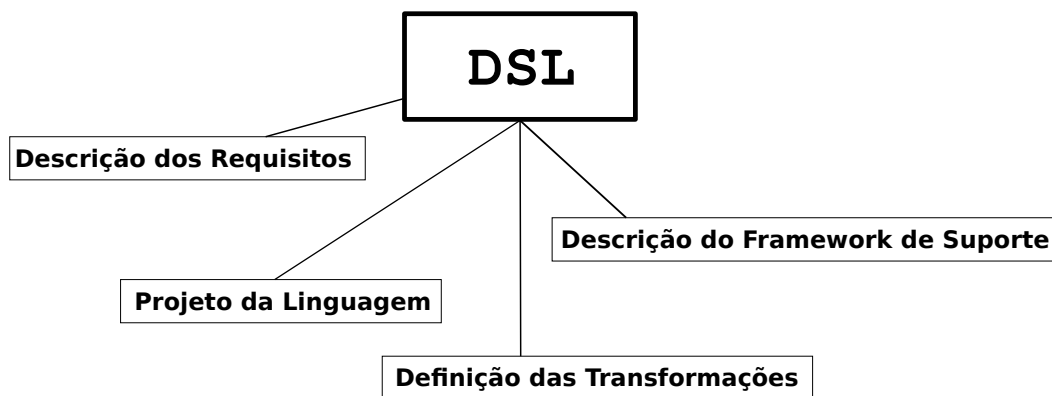 DSL
Descrição dos Requisitos
Descrição do Framework de Suporte
Projeto da Linguagem
Definição das Transformações